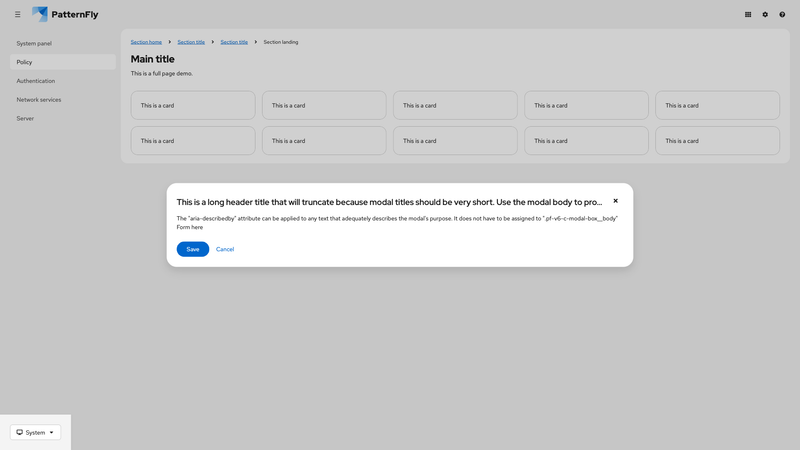 PatternFly
System panel
Policy
Authentication
Network services
Server
Section home
Section title
Section title
Section landing
Main title
This is a full page demo.
This is a card
This is a card
This is a card
This is a card
This is a card
This is a card
This is a card
This is a card
This is a card
This is a card
This is a long header title that will truncate because modal titles should be very short. Use the modal body to pro...
The "aria-describedby" attribute can be applied to any text that adequately describes the modal's purpose. It does not have to be assigned to ".pf-v6-c-modal-box__body"
Form here
Save
Cancel
System